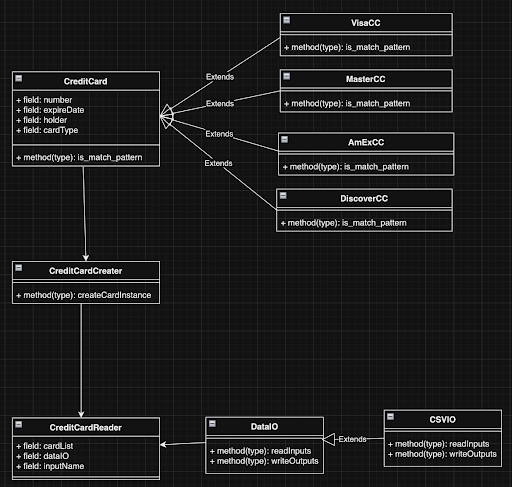 CreditCard
+ field: number
+ field: expireDate
+ field: holder
+ field: cardType
+ method(type): is_match_pattern
VisaCC
+ method(type): is_match_pattern
MasterCC
+ method(type): is_match_pattern
AmExCC
+ method(type): is_match_pattern
DiscoverCC
+ method(type): is_match_pattern
Extends
Extends
Extends
Extends
CreditCardCreater
+ method(type): createCardInstance
CreditCardReader
+ field: cardList
+ field: dataIO
+ field: inputName
DataIO
+ method(type): readInputs
+ method(type): writeOutputs
Extends
CSVIO
+ method(type): readInputs
+ method(type): writeOutputs